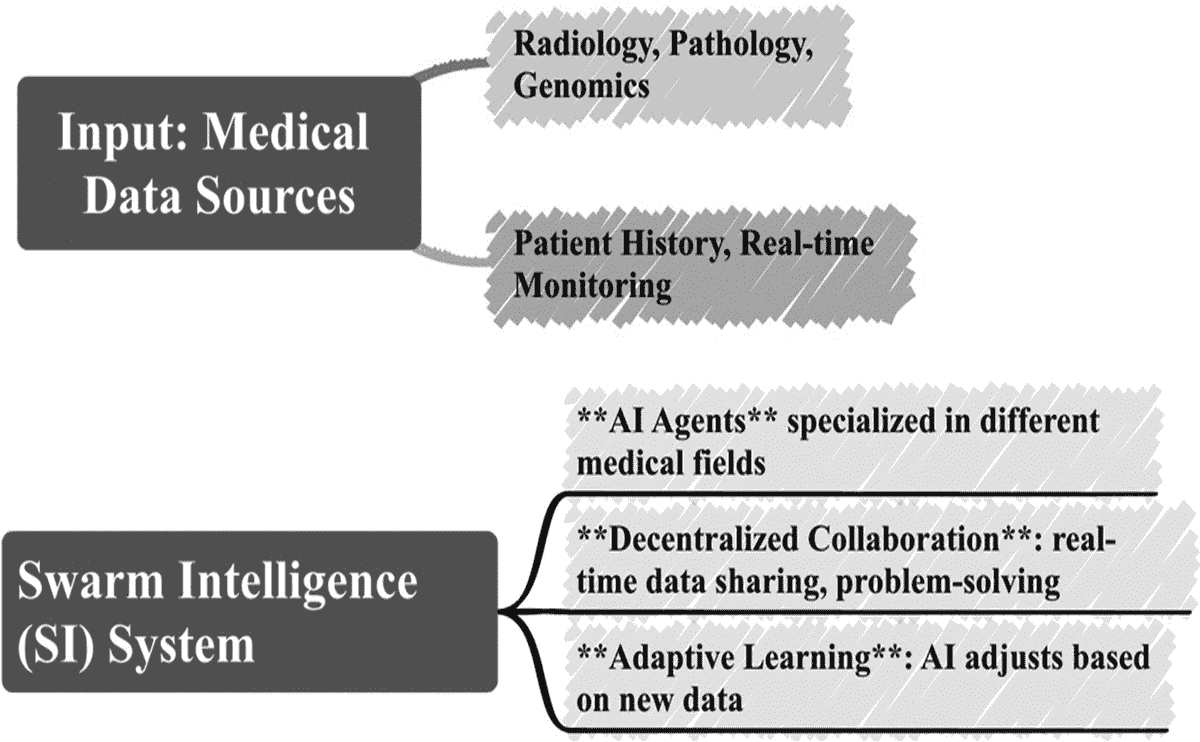 Input: Medical
Data Sources
Radiology, Pathology,
Genomics
Patient History, Real-time
Monitoring
Swarm Intelligence
(SI) System
**AI Agents** specialized in different
medical fields
**Decentralized Collaboration**: real-
time data sharing, problem-solving
**Adaptive Learning**: AI adjusts based
on new data